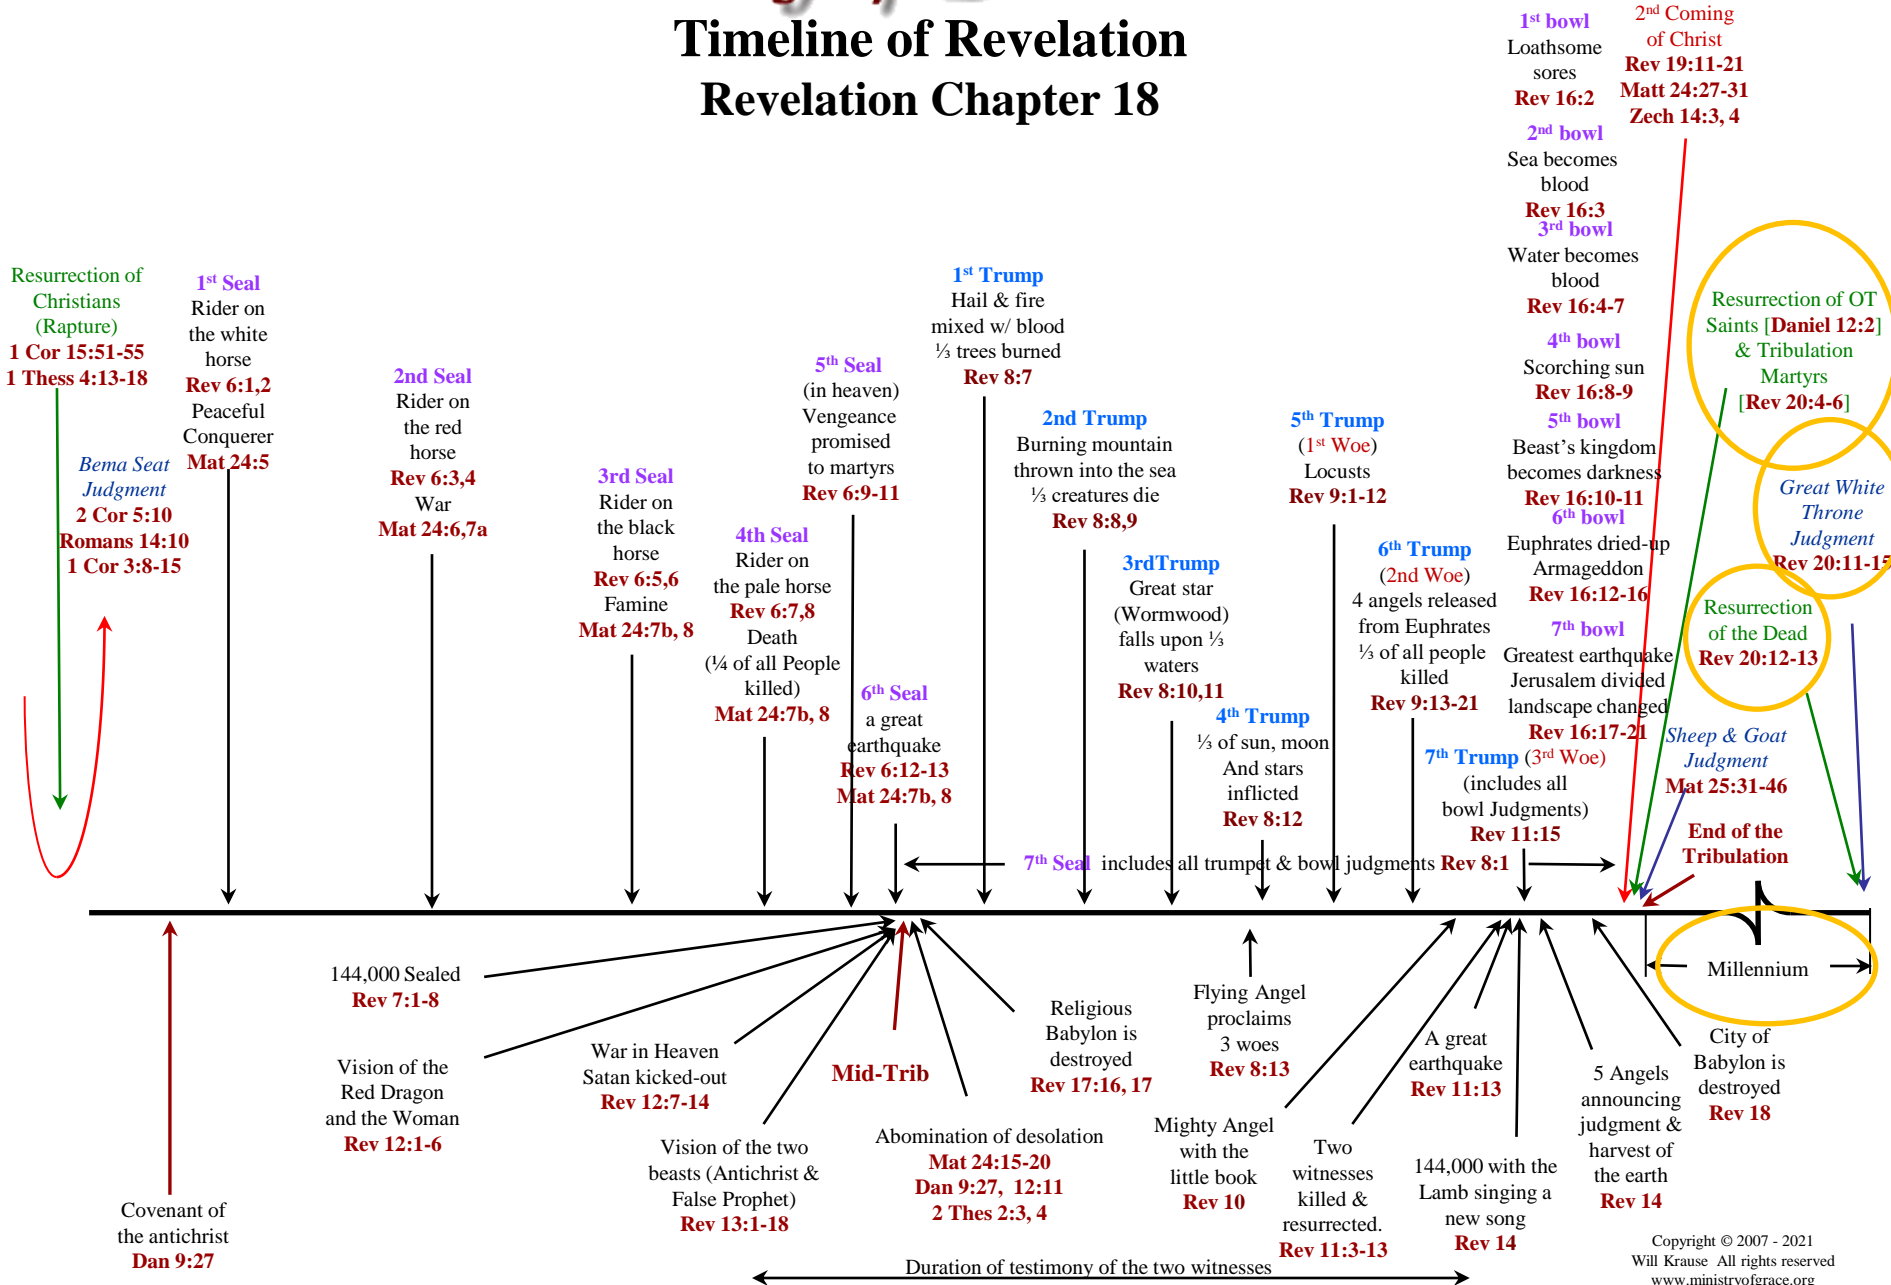 Timeline of Revelation
Revelation Chapter 18
1st bowl
Loathsome
sores
Rev 16:2
2nd Coming
of Christ
Rev 19:11-21
Matt 24:27-31
Zech 14:3, 4
2nd bowl
Sea becomes
blood
Rev 16:3
3rd bowl
Water becomes
blood
Rev 16:4-7
4th bowl
Scorching sun
Rev 16:8-9
5th bowl
Beast's kingdom
becomes darkness
Rev 16:10-11
6th bowl
Euphrates dried-up
Armageddon
Rev 16:12-16
7th bowl
Greatest earthquake
Jerusalem divided
landscape changed
Rev 16:17-21
Resurrection of
Christians
(Rapture)
1 Cor 15:51-55
1 Thess 4:13-18
Bema Seat
Judgment
2 Cor 5:10
Romans 14:10
1 Cor 3:8-15
1st Seal
Rider on
the white
horse
Rev 6:1,2
Peaceful
Conquerer
Mat 24:5
2nd Seal
Rider on
the red
horse
Rev 6:3,4
War
Mat 24:6,7a
3rd Seal
Rider on
the black
horse
Rev 6:5,6
Famine
Mat 24:7b, 8
4th Seal
Rider on
the pale horse
Rev 6:7,8
Death
(¼ of all People
killed)
Mat 24:7b, 8
5th Seal
(in heaven)
Vengeance
promised
to martyrs
Rev 6:9-11
6th Seal
a great
earthquake
Rev 6:12-13
Mat 24:7b, 8
1st Trump
Hail & fire
mixed w/ blood
⅓ trees burned
Rev 8:7
2nd Trump
Burning mountain
thrown into the sea
⅓ creatures die
Rev 8:8,9
3rdTrump
Great star
(Wormwood)
falls upon ⅓
waters
Rev 8:10,11
4th Trump
⅓ of sun, moon
And stars
inflicted
Rev 8:12
5th Trump
(1st Woe)
Locusts
Rev 9:1-12
6th Trump
(2nd Woe)
4 angels released
from Euphrates
⅓ of all people
killed
Rev 9:13-21
7th Trump (3rd Woe)
(includes all
bowl Judgments)
Rev 11:15
7th Seal includes all trumpet & bowl judgments Rev 8:1
Resurrection of OT
Saints [Daniel 12:2]
& Tribulation
Martyrs
[Rev 20:4-6]
Great White
Throne
Judgment
Rev 20:11-15
Resurrection
of the Dead
Rev 20:12-13
Sheep & Goat
Judgment
Mat 25:31-46
End of the
Tribulation
Millennium
Covenant of
the antichrist
Dan 9:27
144,000 Sealed
Rev 7:1-8
Vision of the
Red Dragon
and the Woman
Rev 12:1-6
War in Heaven
Satan kicked-out
Rev 12:7-14
Vision of the two
beasts (Antichrist &
False Prophet)
Rev 13:1-18
Mid-Trib
Abomination of desolation
Mat 24:15-20
Dan 9:27, 12:11
2 Thes 2:3, 4
Religious
Babylon is
destroyed
Rev 17:16, 17
Flying Angel
proclaims
3 woes
Rev 8:13
Mighty Angel
with the
little book
Rev 10
Two
witnesses
killed &
resurrected.
Rev 11:3-13
A great
earthquake
Rev 11:13
144,000 with the
Lamb singing a
new song
Rev 14
5 Angels
announcing
judgment &
harvest of
the earth
Rev 14
City of
Babylon is
destroyed
Rev 18
Duration of testimony of the two witnesses
Copyright © 2007 - 2021
Will Krause All rights reserved
www.ministryofgrace.org